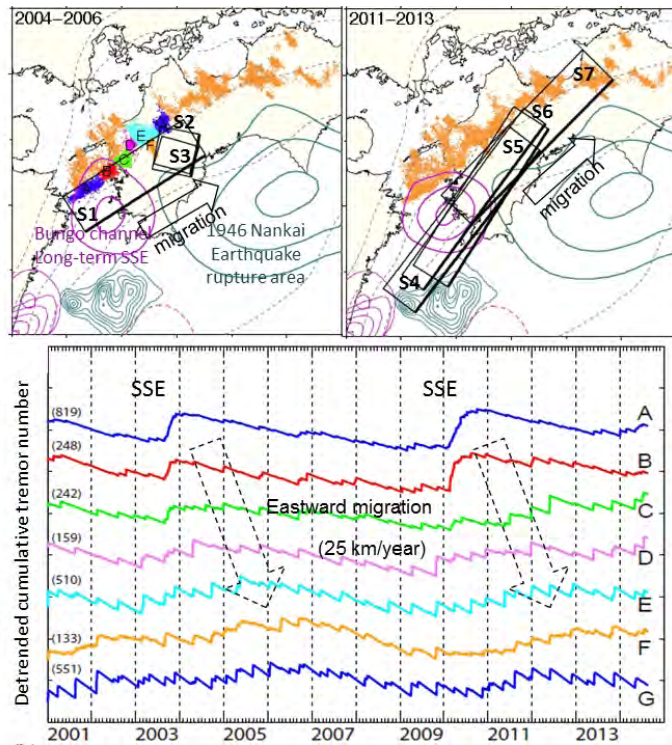 2004–2006
E
S2
D
F
C
S3
B
S1
migration
Bungo channel
Long-term SSE
1946 Nankai
Earthquake
rupture area
2011–2013
S7
S6
S5
migration
S4
Detrended cumulative tremor number
SSE
SSE
(819)
A
(248)
B
(242)
Eastward migration
C
(159)
(25 km/year)
D
(510)
E
(133)
F
(551)
G
2001
2003
2005
2007
2009
2011
2013